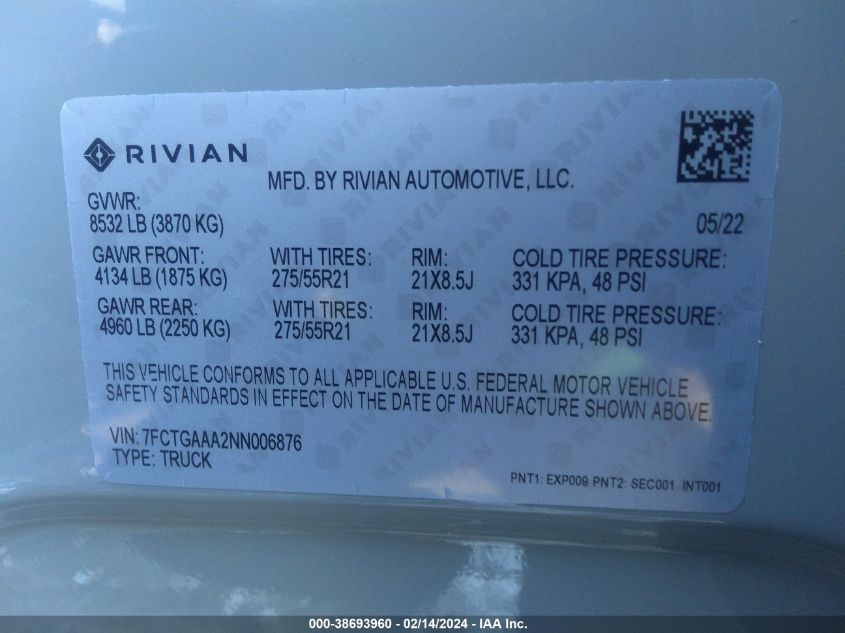 RIVIAN
MFD. BY RIVIAN AUTOMOTIVE, LLC.
GVWR:
8532 LB (3870 KG) 05/22
GAWR FRONT: WITH TIRES: RIM: COLD TIRE PRESSURE:
4134 LB (1875 KG) 275/55R21 21X8.5J 331 KPA, 48 PSI
GAWR REAR: WITH TIRES: RIM: COLD TIRE PRESSURE:
4960 LB (2250 KG) 275/55R21 21X8.5J 331 KPA, 48 PSI
THIS VEHICLE CONFORMS TO ALL APPLICABLE U.S. FEDERAL MOTOR VEHICLE
SAFETY STANDARDS IN EFFECT ON THE DATE OF MANUFACTURE SHOWN ABOVE.
VIN: 7FCTGAAA2NN006876
TYPE: TRUCK
PNT1: EXP009 PNT2: SEC001 INT001
000-38693960 - 02/14/2024 - IAA Inc.